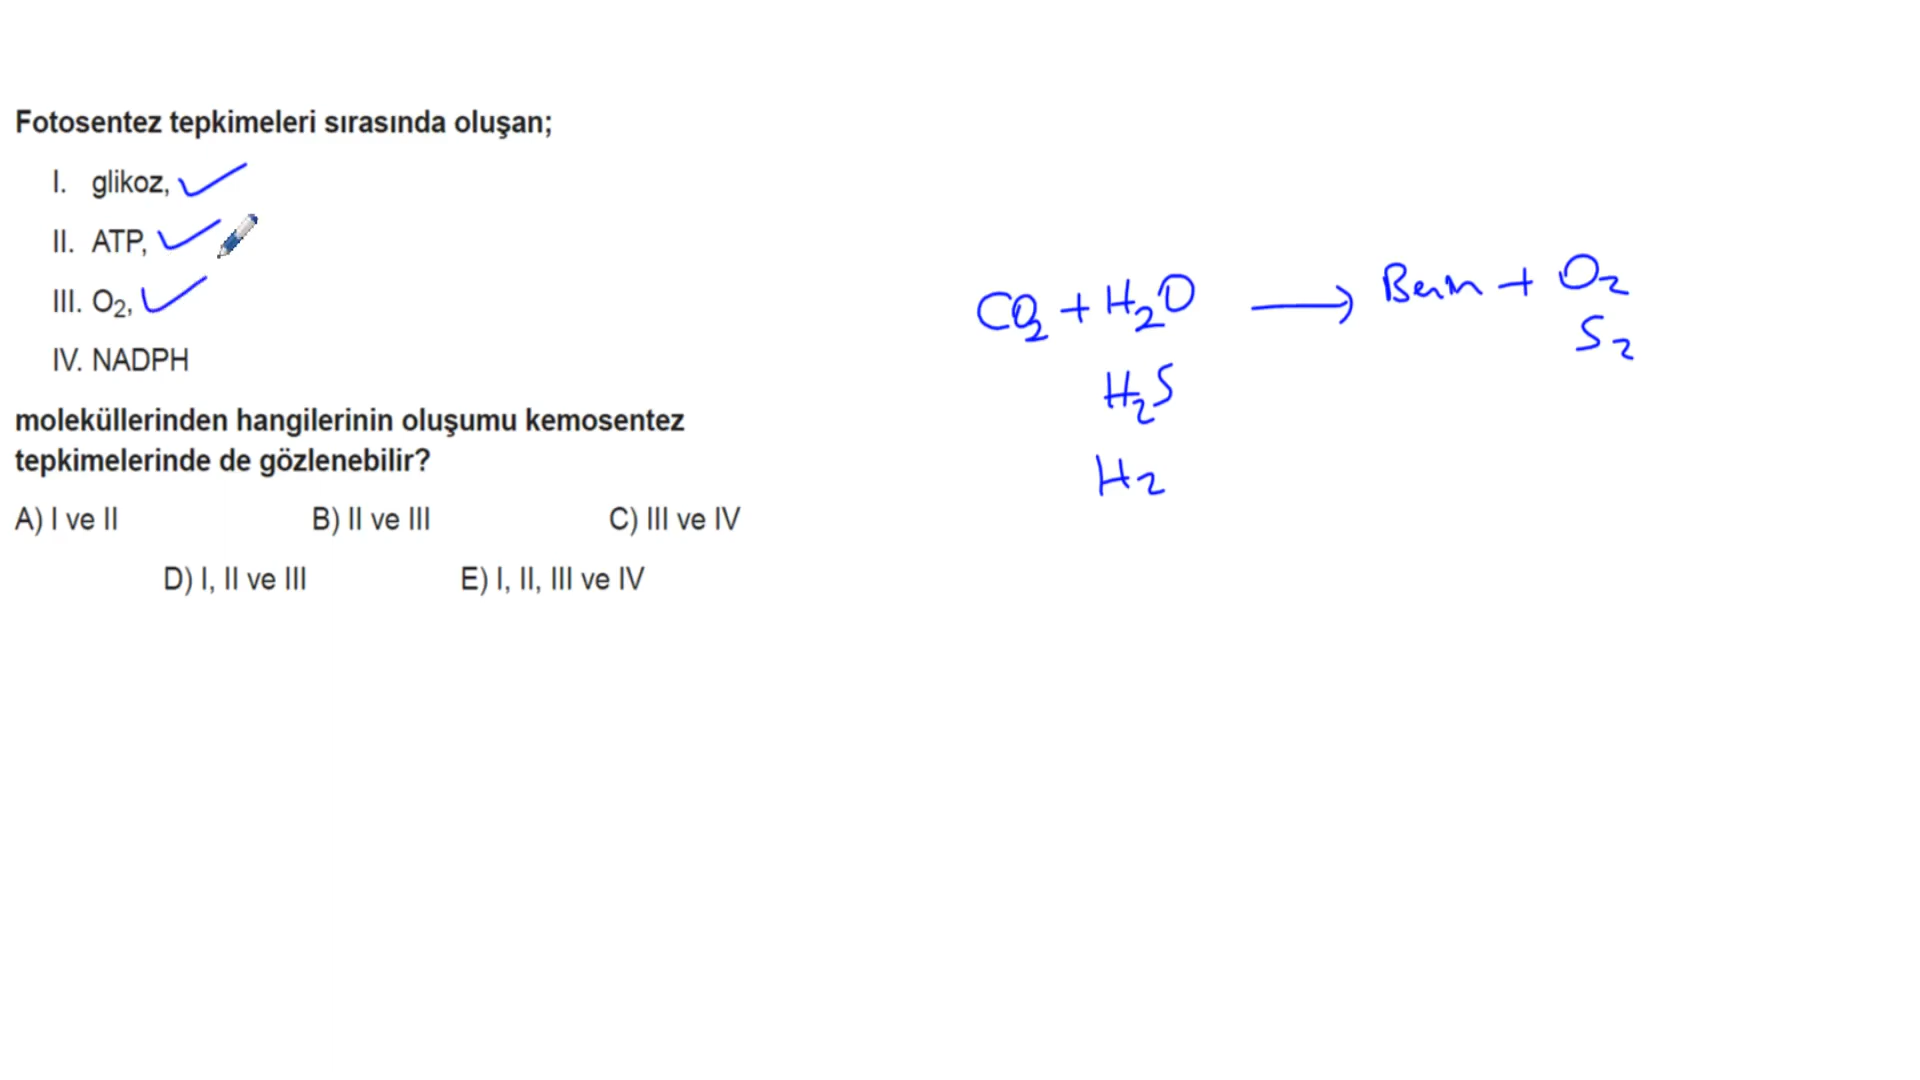 Fotosentez tepkimeleri sırasında oluşan;
I. glikoz,
II. ATP,
III. O₂,
IV. NADPH
moleküllerinden hangilerinin oluşumu kemosentez
tepkimelerinde de gözlenebilir?
A) I ve II B) II ve III C) III ve IV
D) I, II ve III E) I, II, III ve IV
CO₂ + H₂O → Besin + O₂
S₂
H₂S
H₂